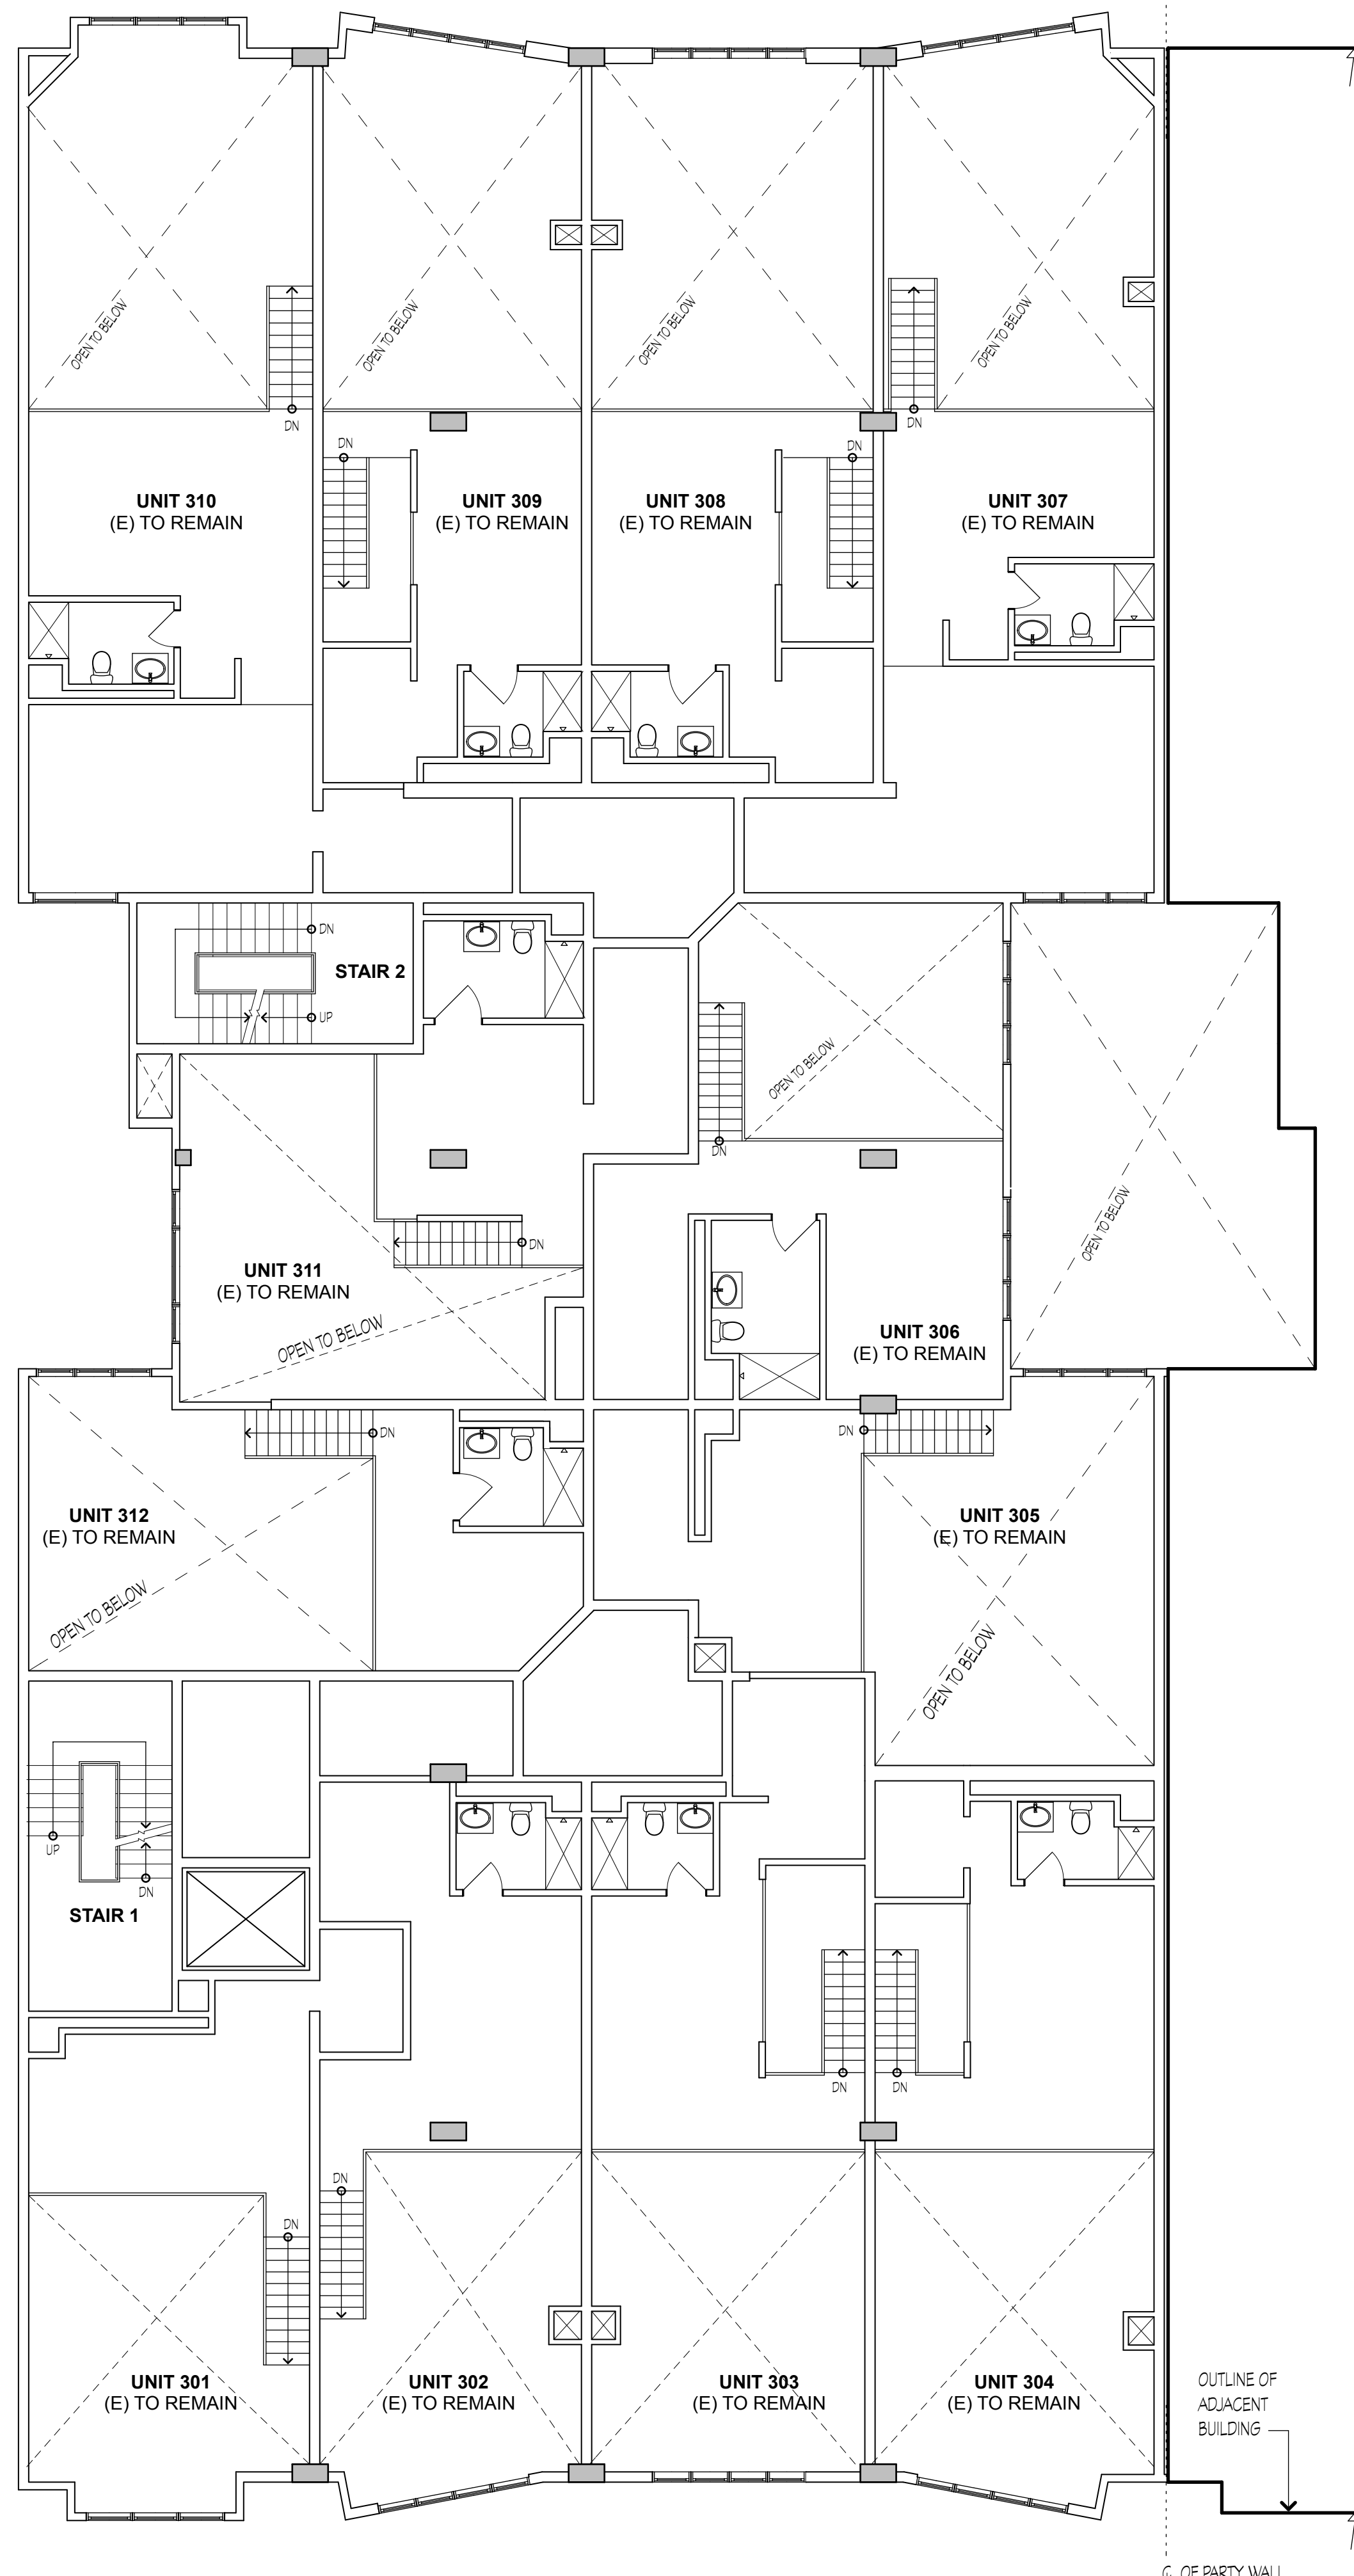 OPEN TO BELOW
OPEN TO BELOW
OPEN TO BELOW
OPEN TO BELOW
DN
DN
DN
DN
UNIT 310
(E) TO REMAIN
UNIT 309
(E) TO REMAIN
UNIT 308
(E) TO REMAIN
UNIT 307
(E) TO REMAIN
DN
STAIR 2
UP
OPEN TO BELOW
DN
OPEN TO BELOW
DN
UNIT 311
(E) TO REMAIN
OPEN TO BELOW
UNIT 306
(E) TO REMAIN
DN
DN
UNIT 312
(E) TO REMAIN
OPEN TO BELOW
UNIT 305
(E) TO REMAIN
OPEN TO BELOW
UP
DN
STAIR 1
DN
DN
DN
DN
UNIT 301
(E) TO REMAIN
UNIT 302
(E) TO REMAIN
UNIT 303
(E) TO REMAIN
UNIT 304
(E) TO REMAIN
OUTLINE OF
ADJACENT
BUILDING
OF PARTY WALL